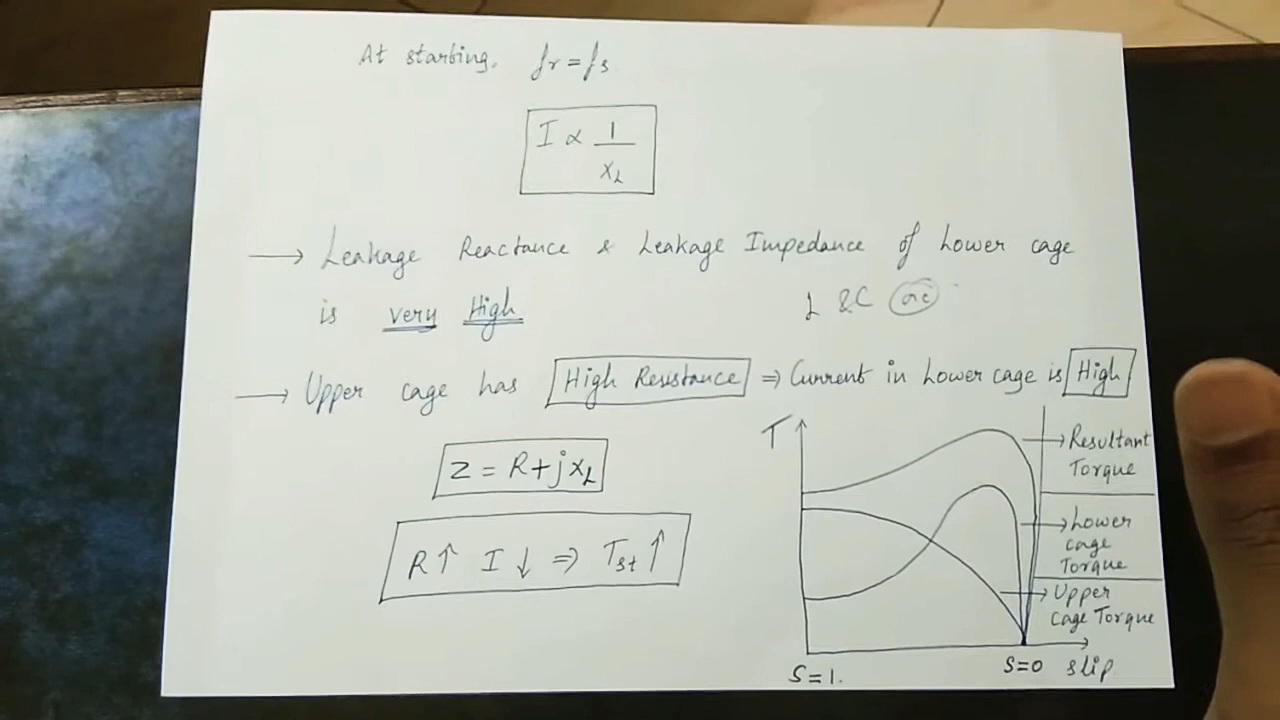 At starting, fr = fs
I ∝ 1/XL
→ Leakage Reactance & Leakage Impedance of Lower cage
is very High
L & C
→ Upper cage has High Resistance ⇒ Current in Lower cage is High
Z = R + jXL
R↑ I↓ ⇒ Tst↑
T
→ Resultant
Torque
→ Lower
cage
Torque
→ Upper
cage Torque
S=1.
S=0 slip